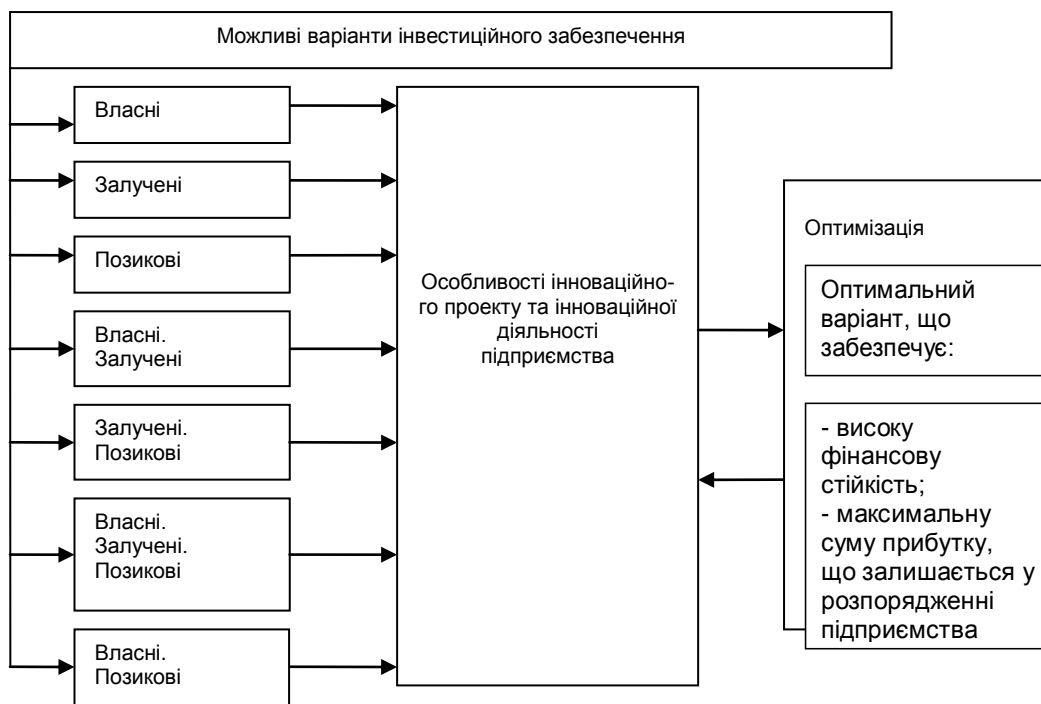 Можливі варіанти інвестиційного забезпечення
Власні
Залучені
Позикові
Власні.
Залучені
Залучені.
Позикові
Власні.
Залучені.
Позикові
Власні.
Позикові
Особливості інноваційно-
го проекту та інноваційної
діяльності
підприємства
Оптимізація
Оптимальний
варіант, що
забезпечує:
- високу
фінансову
стійкість;
- максимальну
суму прибутку,
що залишається у
розпорядженні
підприємства